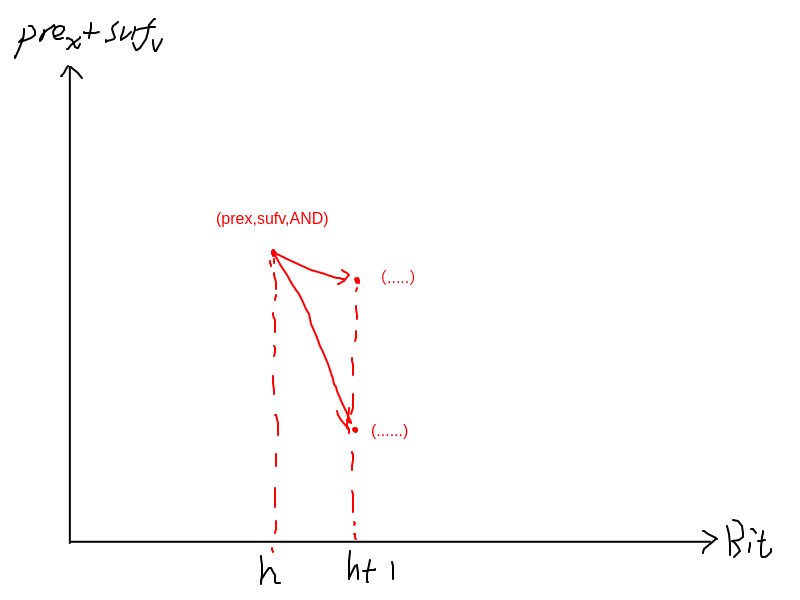 prex+sufv
(prex,sufv,AND)
(.....)
(......)
Bit
h
h+1